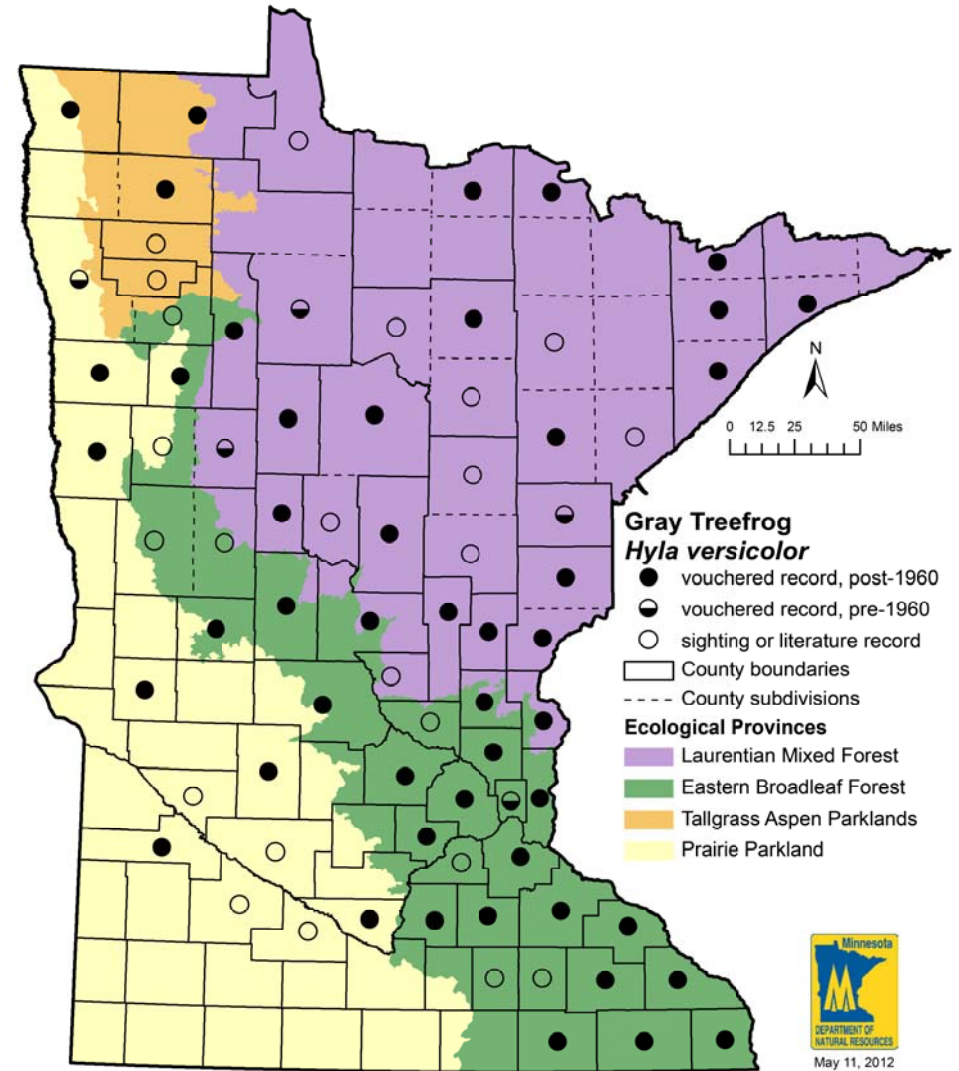 N
0 12.5 25 50 Miles
Gray Treefrog
Hyla versicolor
vouchered record, post-1960
vouchered record, pre-1960
sighting or literature record
County boundaries
County subdivisions
Ecological Provinces
Laurentian Mixed Forest
Eastern Broadleaf Forest
Tallgrass Aspen Parklands
Prairie Parkland
Minnesota
DEPARTMENT OF
NATURAL RESOURCES
May 11, 2012